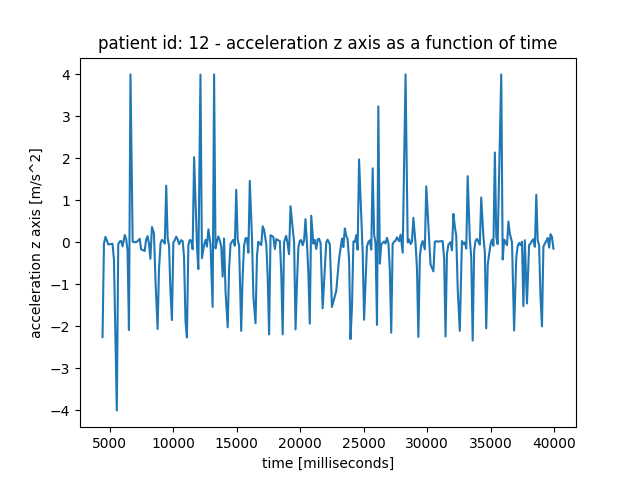 patient id: 12 - acceleration z axis as a function of time
acceleration z axis [m/s^2]
4
3
2
1
0
−1
−2
−3
−4
5000 10000 15000 20000 25000 30000 35000 40000
time [milliseconds]